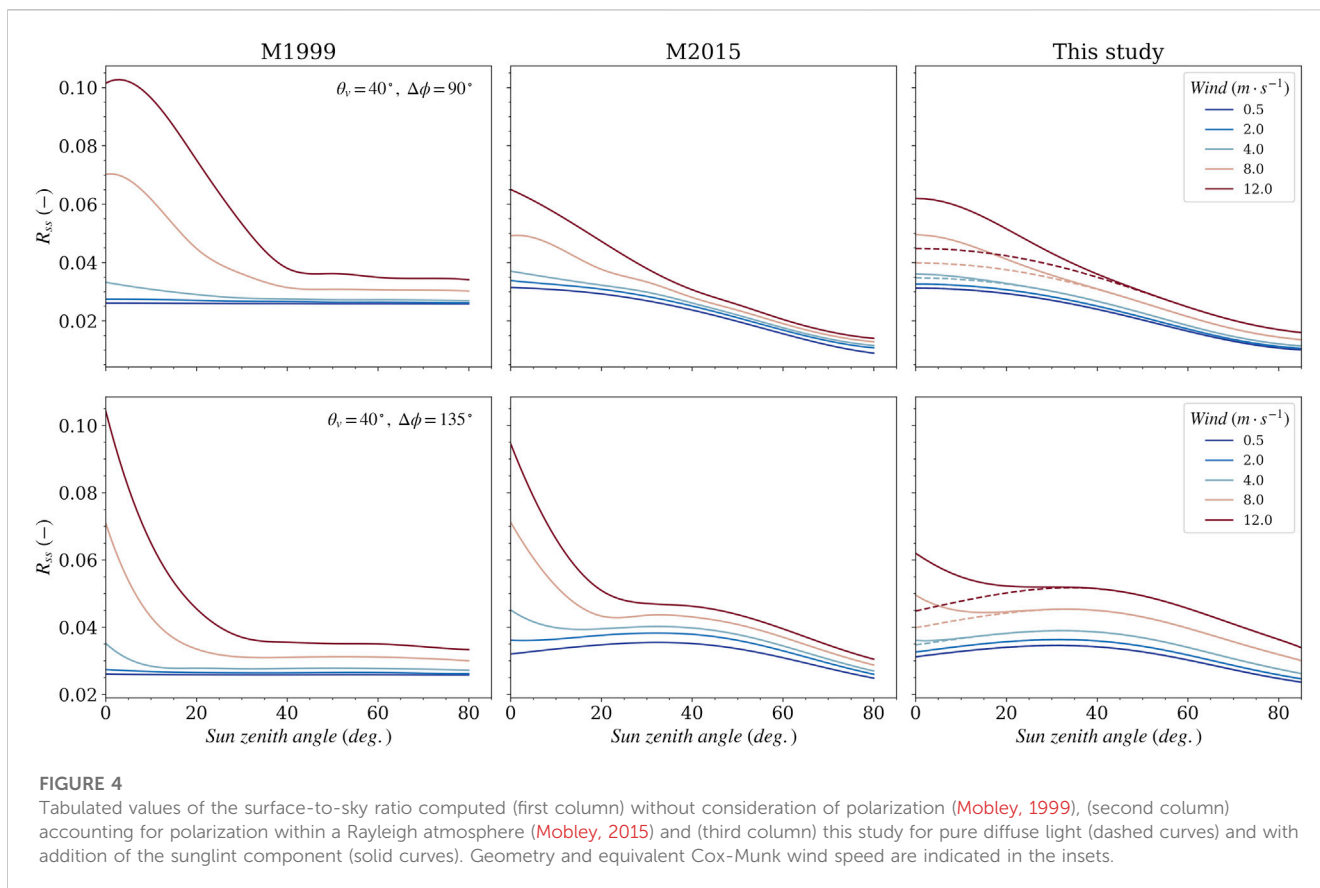 M1999
M2015
This study
θv = 40°, Δϕ = 90°
Wind (m · s⁻¹)
0.5
2.0
4.0
8.0
12.0
0.10
0.08
0.06
0.04
0.02
Rss (−)
θv = 40°, Δϕ = 135°
Wind (m · s⁻¹)
0.5
2.0
4.0
8.0
12.0
0.10
0.08
0.06
0.04
0.02
Rss (−)
0 20 40 60 80
0 20 40 60 80
0 20 40 60 80
Sun zenith angle (deg.)
Sun zenith angle (deg.)
Sun zenith angle (deg.)
FIGURE 4
Tabulated values of the surface-to-sky ratio computed (first column) without consideration of polarization (Mobley, 1999), (second column)
accounting for polarization within a Rayleigh atmosphere (Mobley, 2015) and (third column) this study for pure diffuse light (dashed curves) and with
addition of the sunglint component (solid curves). Geometry and equivalent Cox-Munk wind speed are indicated in the insets.